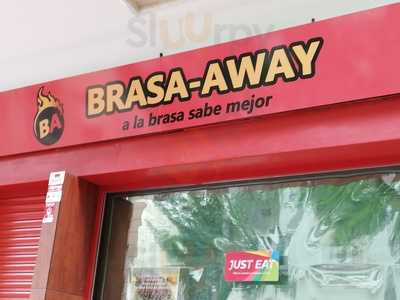 Sluurpy
BRASA-AWAY
BA
a la brasa sabe mejor
JUST EAT